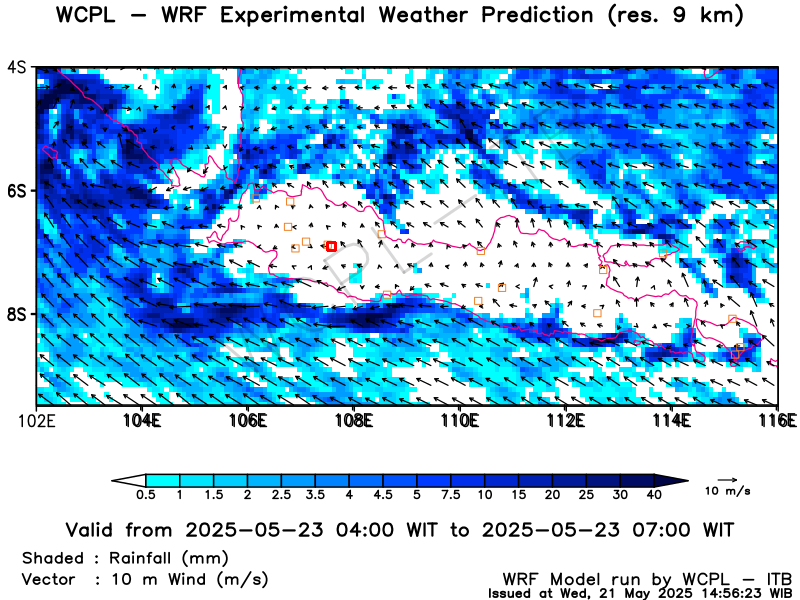 WCPL – WRF Experimental Weather Prediction (res. 9 km)
4S
6S
8S
102E 104E 106E 108E 110E 112E 114E 116E
0.5 1 1.5 2 2.5 3.5 4 4.5 5 7.5 10 15 20 25 30 40
10 m/s
Valid from 2025-05-23 04:00 WIT to 2025-05-23 07:00 WIT
Shaded : Rainfall (mm)
Vector : 10 m Wind (m/s)
WRF Model run by WCPL – ITB
Issued at Wed, 21 May 2025 14:56:23 WIB